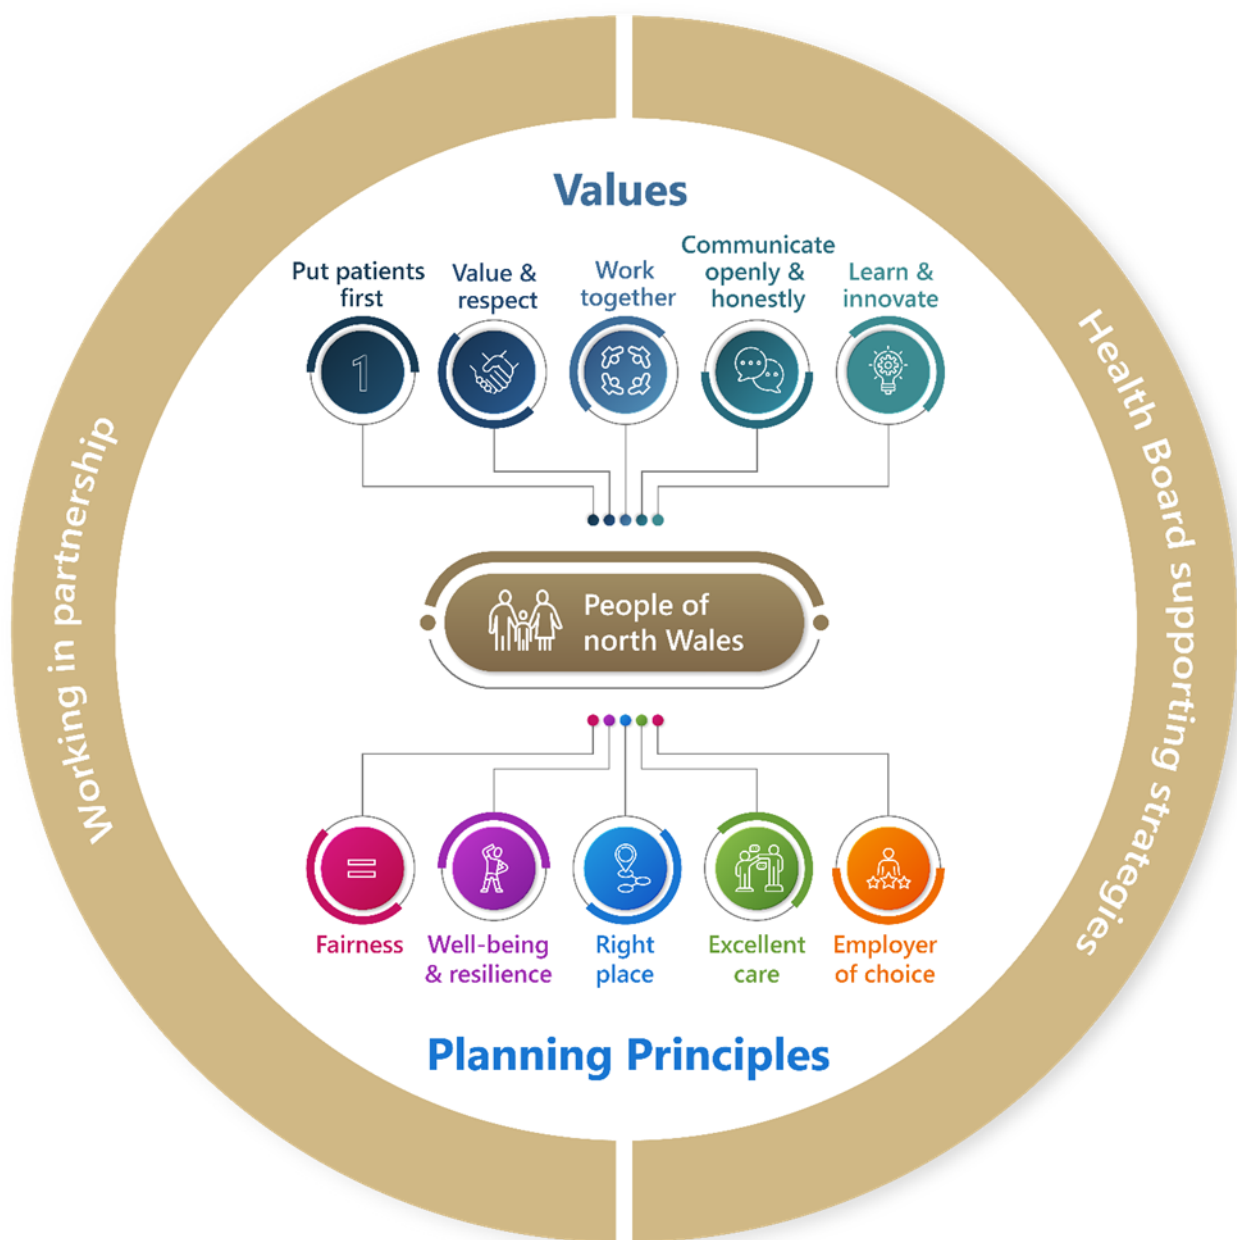 Values
Put patients
first
Value &
respect
Work
together
Communicate
openly &
honestly
Learn &
innovate
1
People of
north Wales
Fairness
Well-being
& resilience
Right
place
Excellent
care
Employer
of choice
Planning Principles
Working in partnership
Health Board supporting strategies